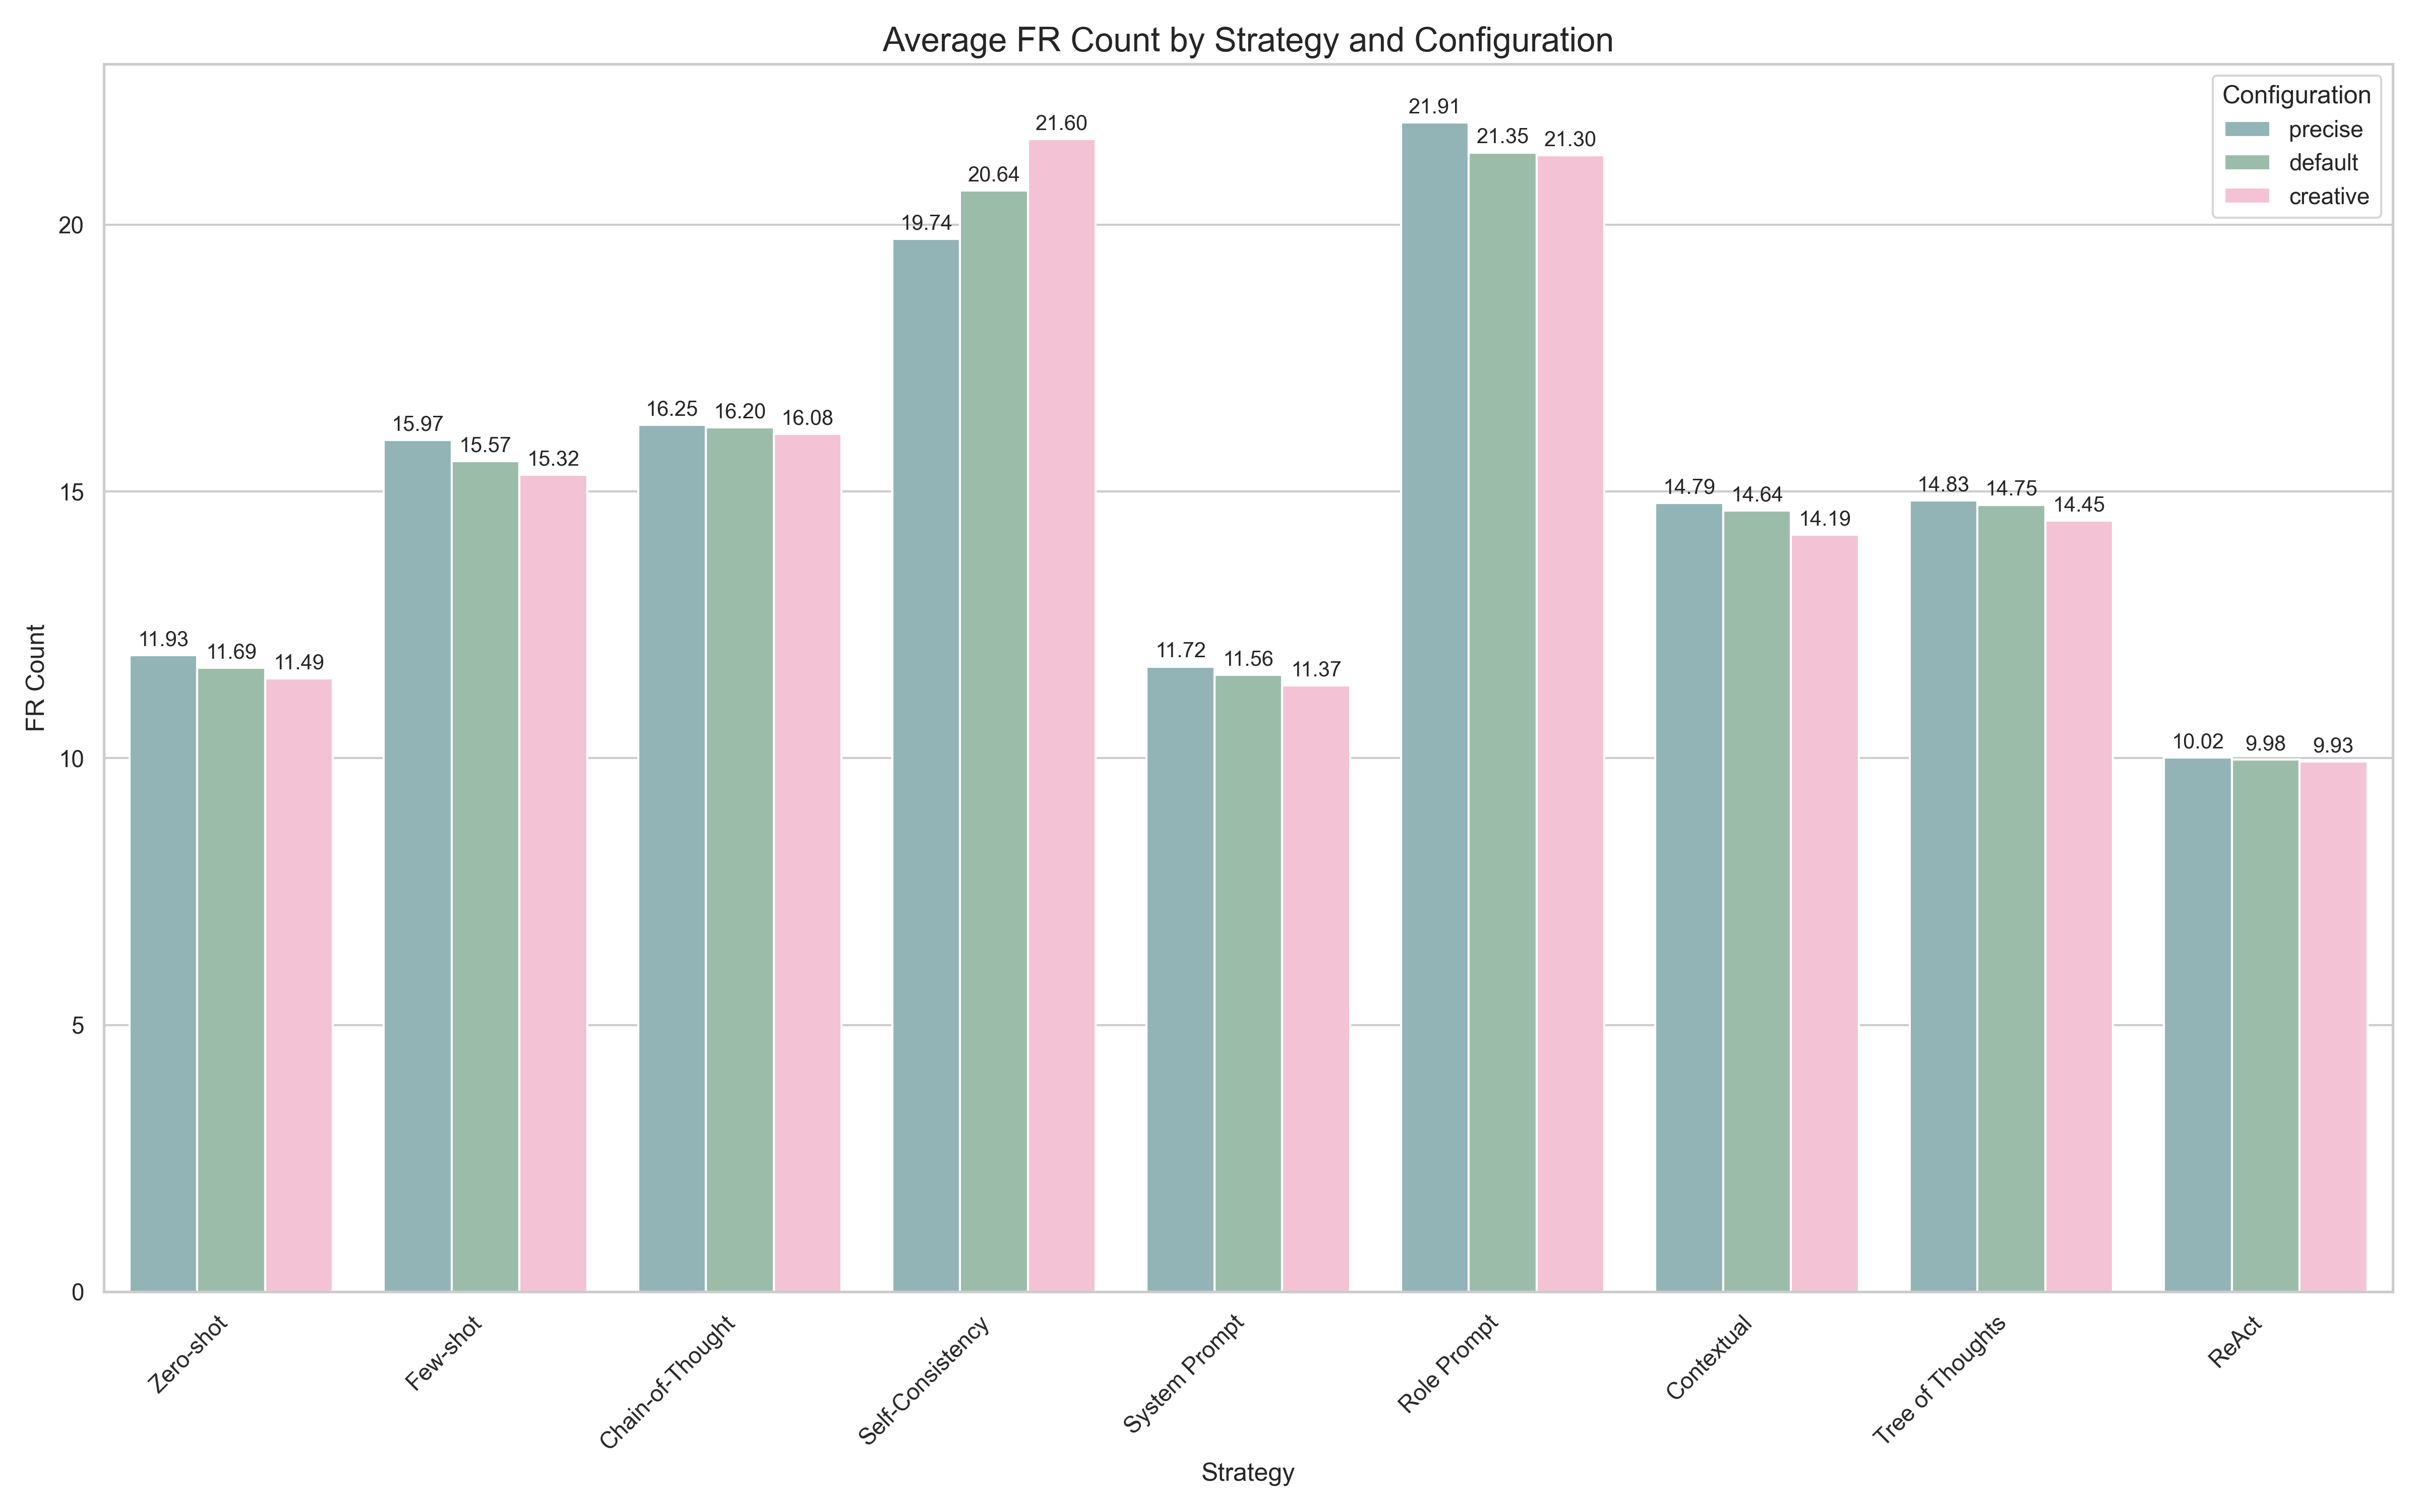 Average FR Count by Strategy and Configuration
Configuration
precise
default
creative
FR Count
20
15
10
5
0
11.93
11.69
11.49
15.97
15.57
15.32
16.25
16.20
16.08
19.74
20.64
21.60
11.72
11.56
11.37
21.91
21.35
21.30
14.79
14.64
14.19
14.83
14.75
14.45
10.02
9.98
9.93
Zero-shot
Few-shot
Chain-of-Thought
Self-Consistency
System Prompt
Role Prompt
Contextual
Tree of Thoughts
ReAct
Strategy